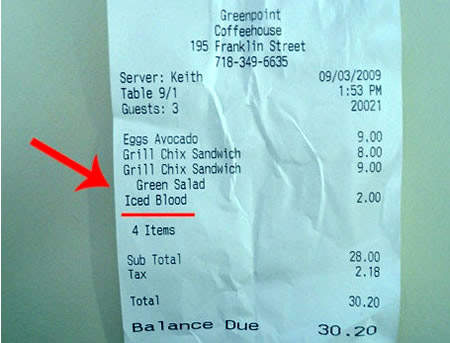 Greenpoint
Coffeehouse
195 Franklin Street
718-349-6635
Server: Keith 09/03/2009
Table 9/1 1:53 PM
Guests: 3 20021
Eggs Avocado 9.00
Grill Chix Sandwich 8.00
Grill Chix Sandwich 9.00
Green Salad
Iced Blood 2.00
4 Items
Sub Total 28.00
Tax 2.18
Total 30.20
Balance Due 30.20